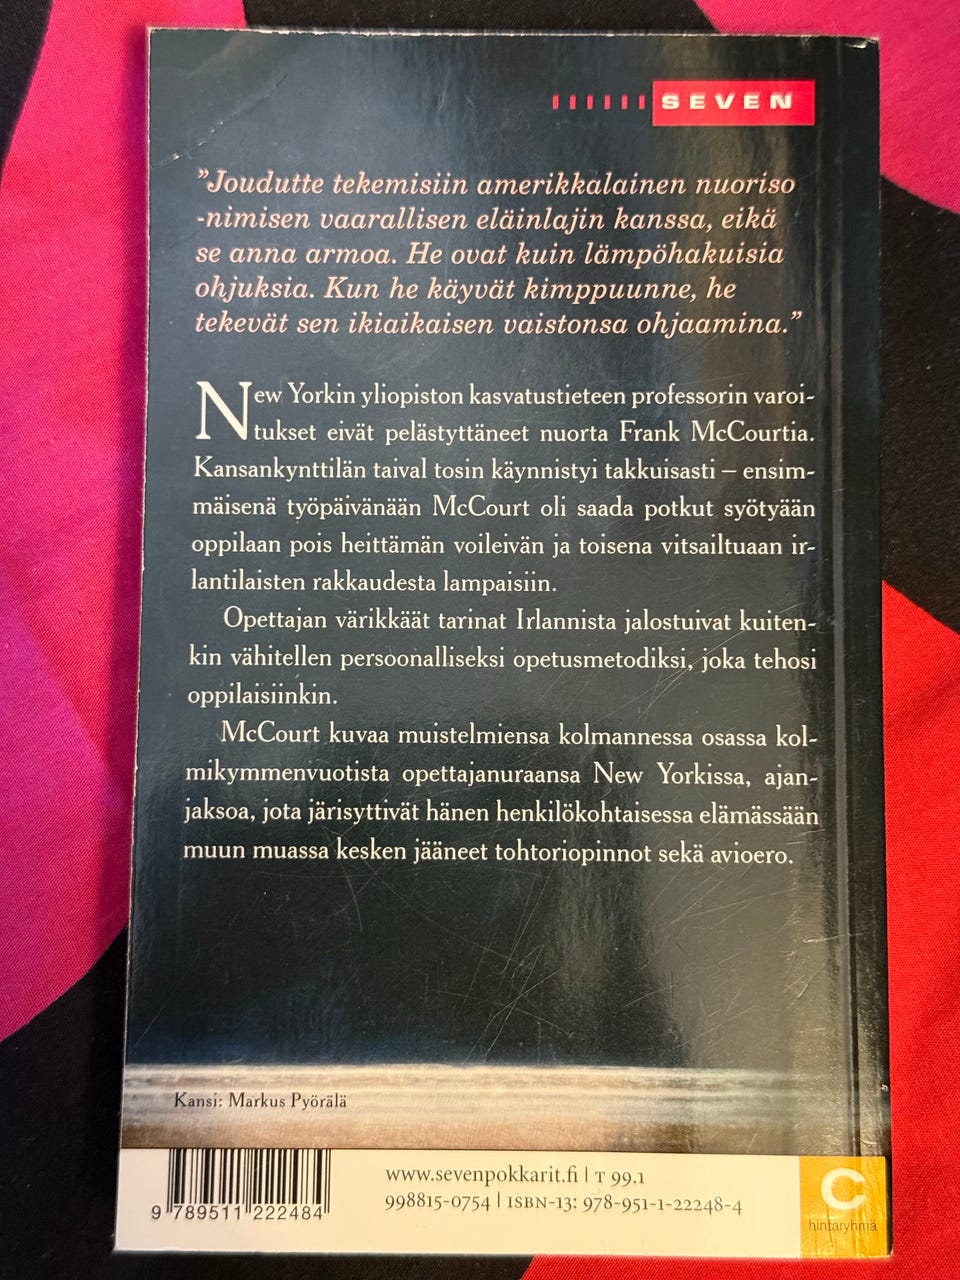 SEVEN
”Joudutte tekemisiin amerikkalainen nuoriso
-nimisen vaarallisen eläinlajin kanssa, eikä
se anna armoa. He ovat kuin lämpöhakuisia
ohjuksia. Kun he käyvät kimppuunne, he
tekevät sen ikiaikaisen vaistonsa ohjaamina.”
New Yorkin yliopiston kasvatustieteen professorin varoi-
tukset eivät pelästyttäneet nuorta Frank McCourtia.
Kansankynttilän taival tosin käynnistyi takkuisasti – ensim-
mäisenä työpäivänään McCourt oli saada potkut syötyään
oppilaan pois heittämän voileivän ja toisena vitsailtuaan ir-
lantilaisten rakkaudesta lampaisiin.
Opettajan värikkäät tarinat Irlannista jalostuivat kuiten-
kin vähitellen persoonalliseksi opetusmetodiksi, joka tehosi
oppilaisiinkin.
McCourt kuvaa muistelmiensa kolmannessa osassa kol-
mikymmenvuotista opettajanuraansa New Yorkissa, ajan-
jaksoa, jota järisyttivät hänen henkilökohtaisessa elämässään
muun muassa kesken jääneet tohtoriopinnot sekä avioero.
Kansi: Markus Pyörälä
www.sevenpokkarit.fi | T 99.1
998815-0754 | ISBN-13: 978-951-1-22248-4
9 789511 222484
C
hintaryhmä